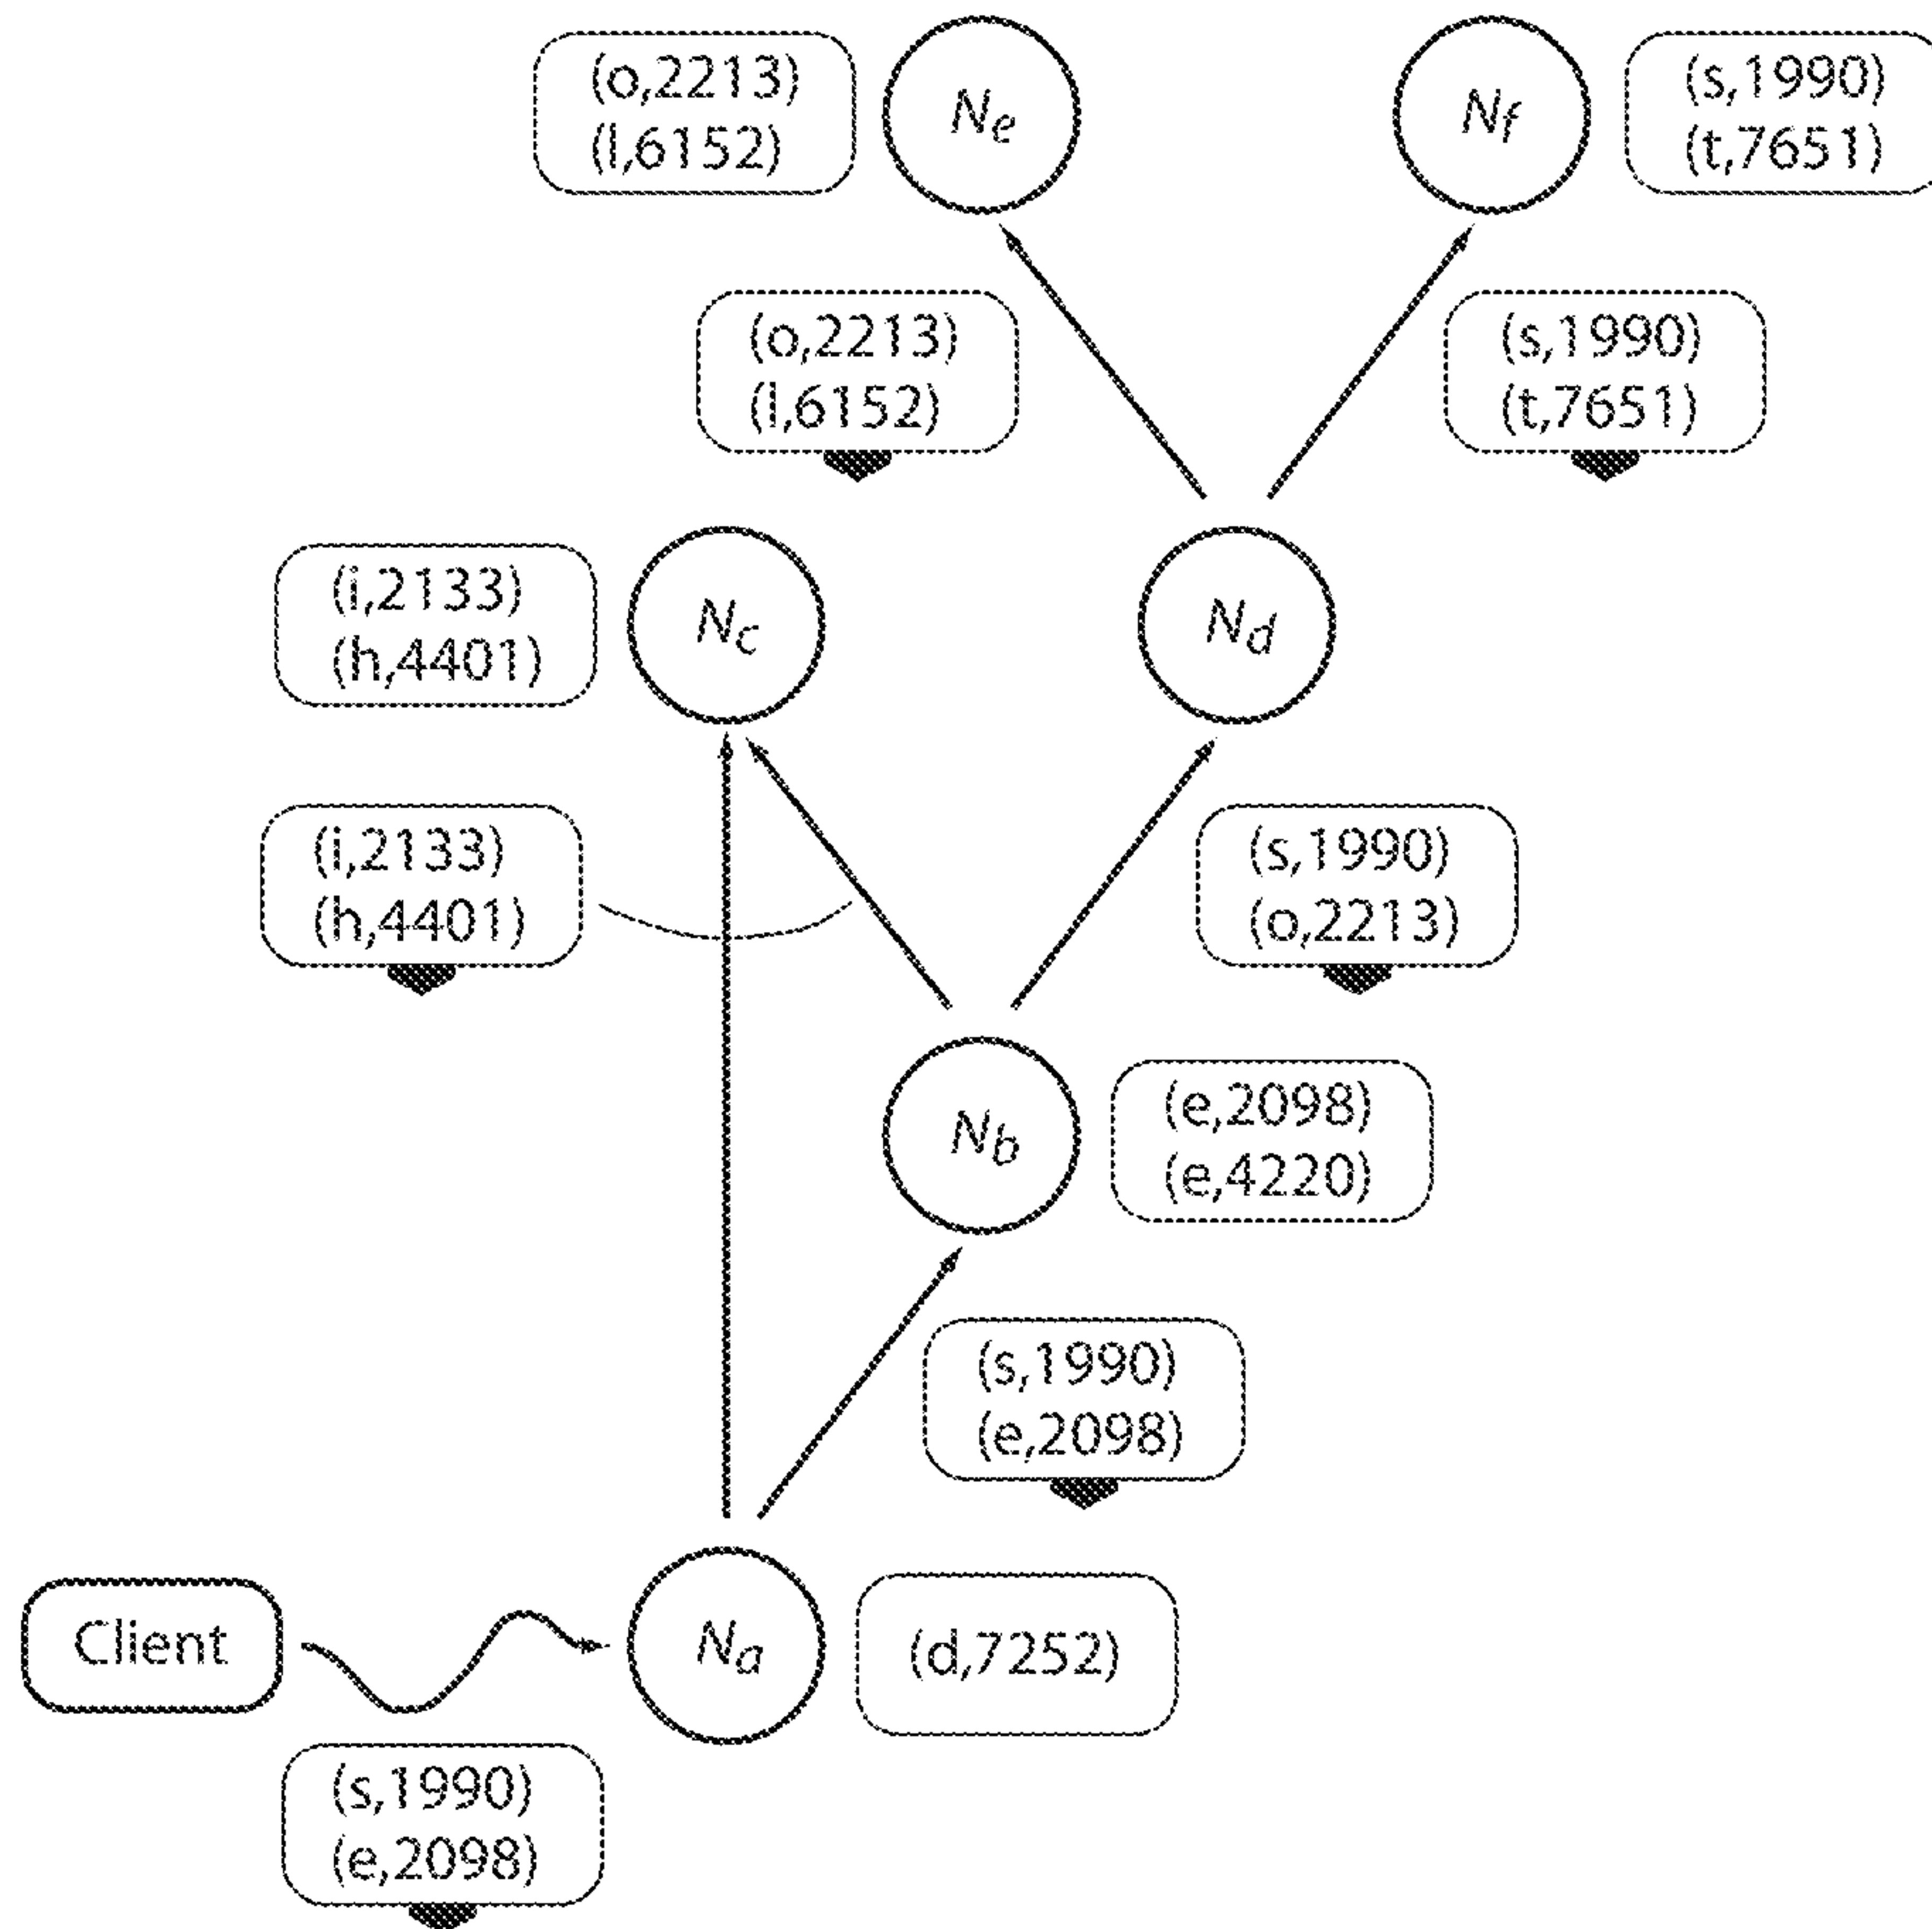 (o,2213)
(l,6152)
Ne
Nf
(s,1990)
(t,7651)
(o,2213)
(l,6152)
(s,1990)
(t,7651)
(i,2133)
(h,4401)
Nc
Nd
(i,2133)
(h,4401)
(s,1990)
(o,2213)
Nb
(e,2098)
(e,4220)
(s,1990)
(e,2098)
Client
Na
(d,7252)
(s,1990)
(e,2098)